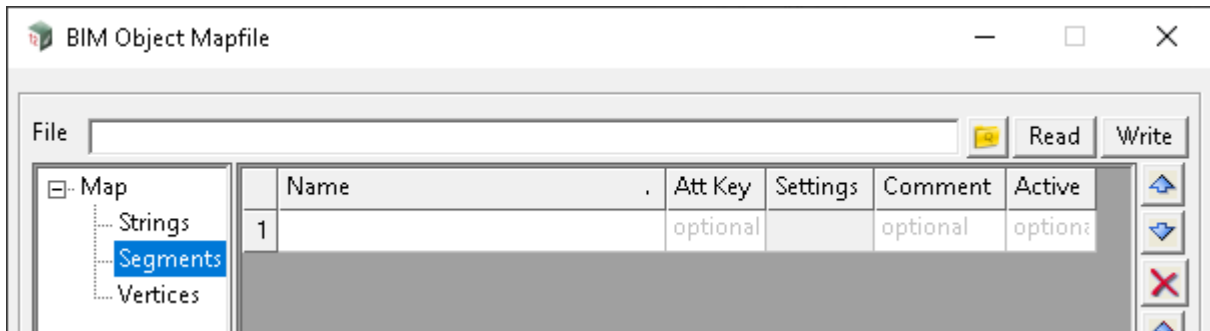 BIM Object Mapfile
File Read Write
Map
Strings
Segments
Vertices
Name Att Key Settings Comment Active
1 optional optional optiona